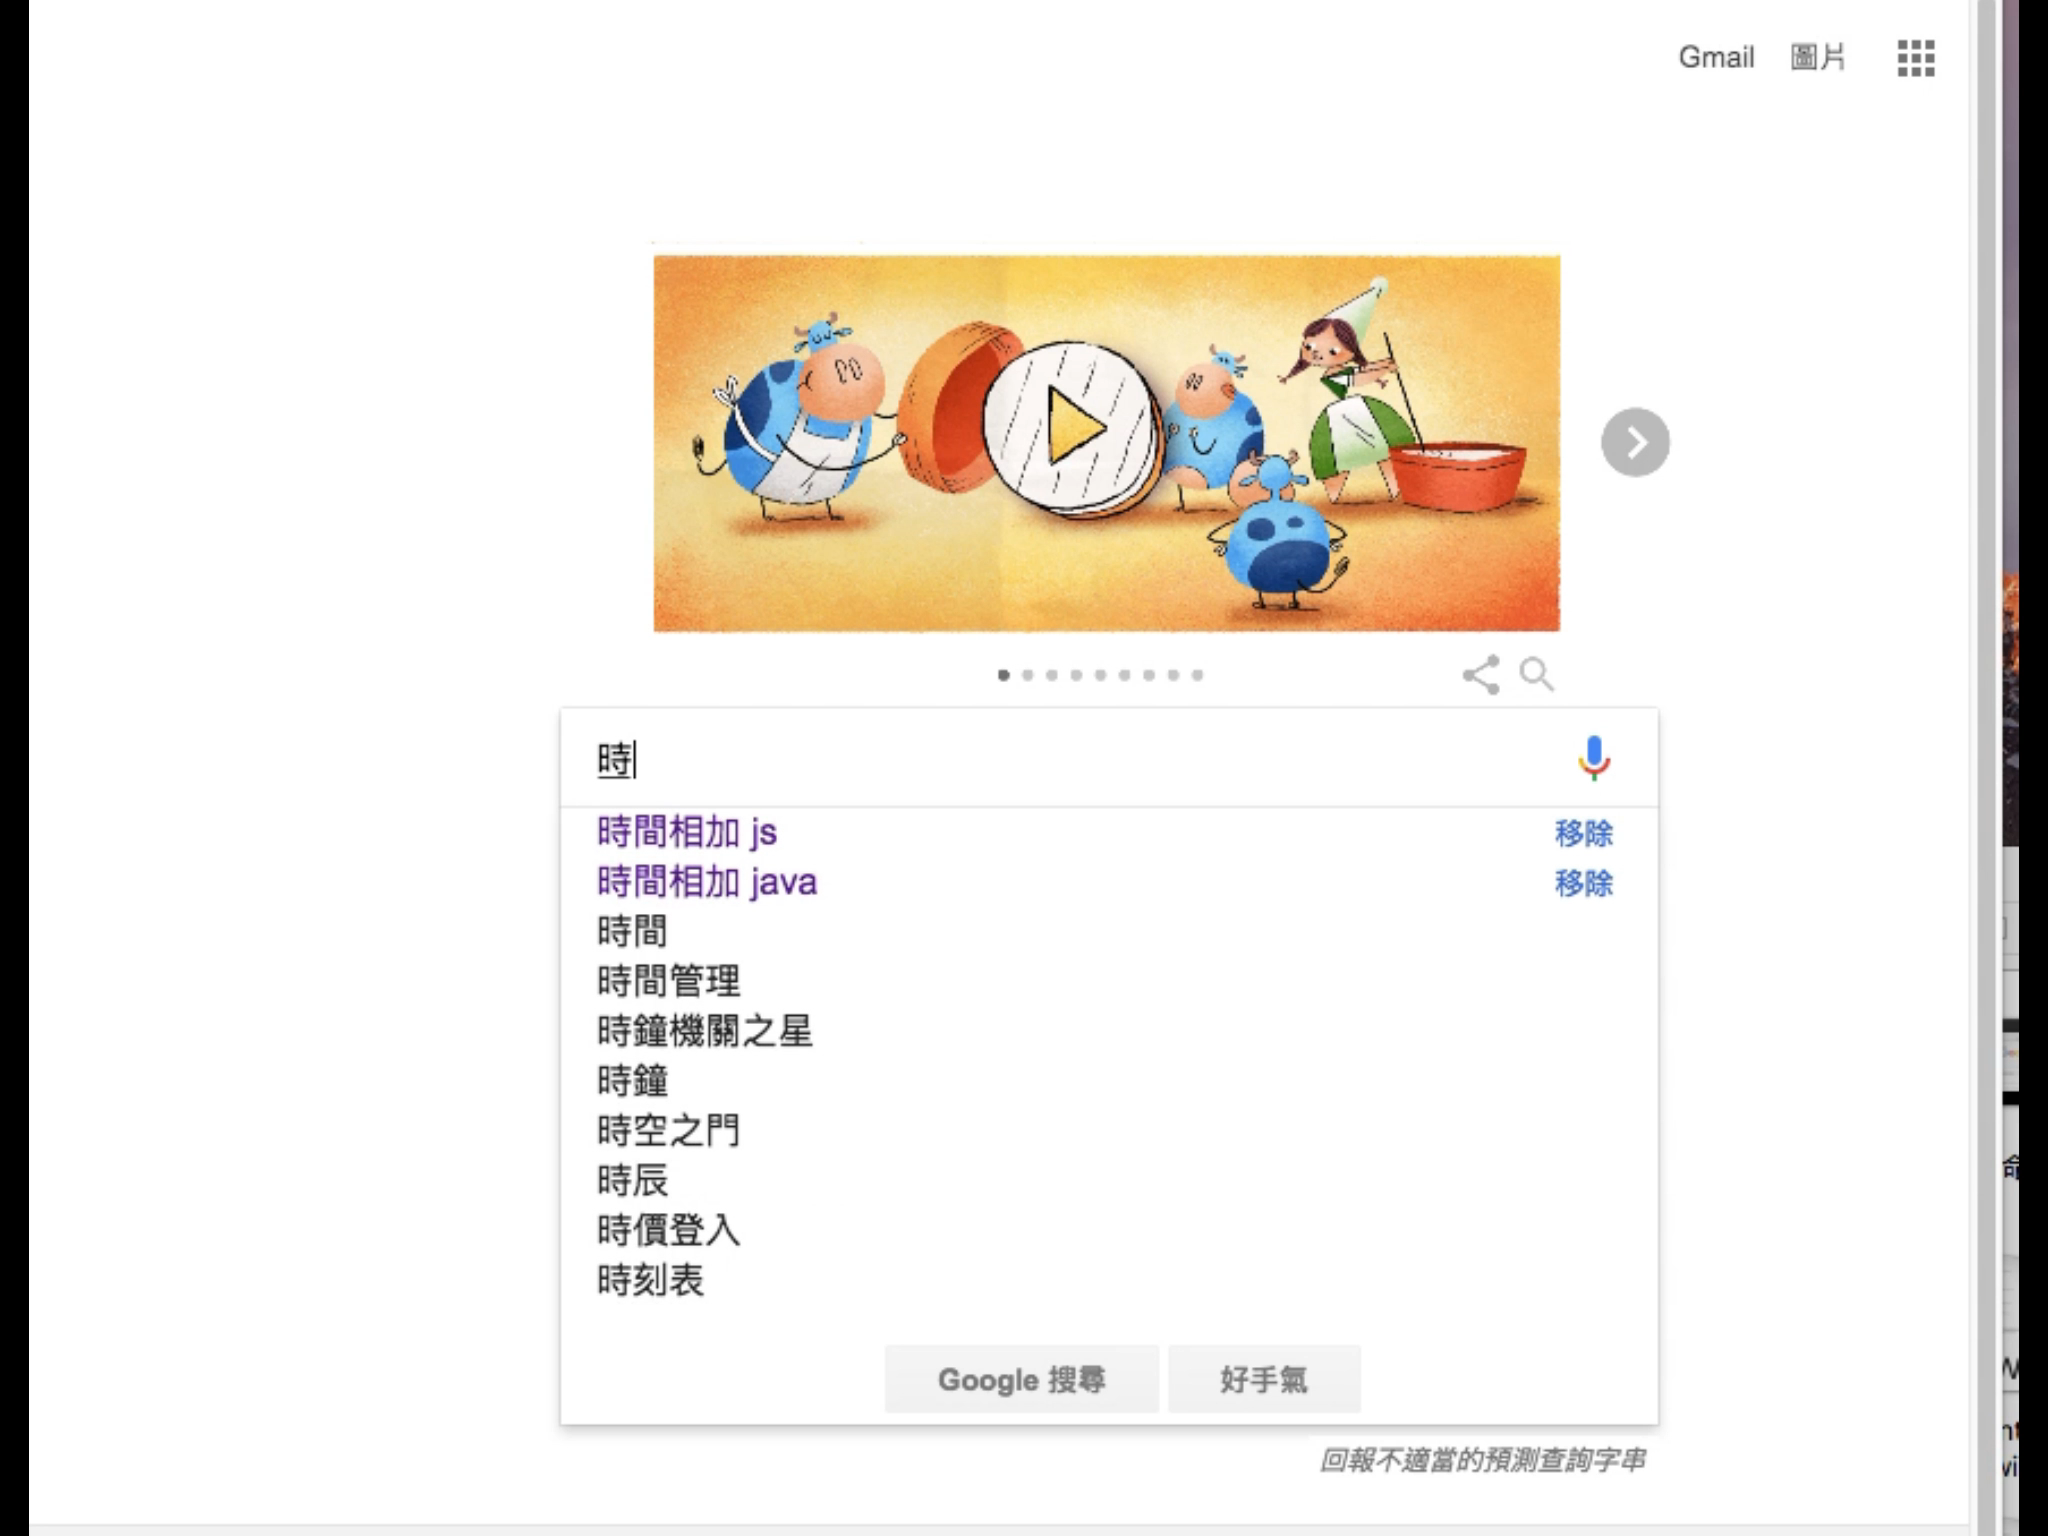 Gmail 圖片
時
時間相加 js 移除
時間相加 java 移除
時間
時間管理
時鐘機關之星
時鐘
時空之門
時辰
時價登入
時刻表
Google 搜尋 好手氣
回報不適當的預測查詢字串